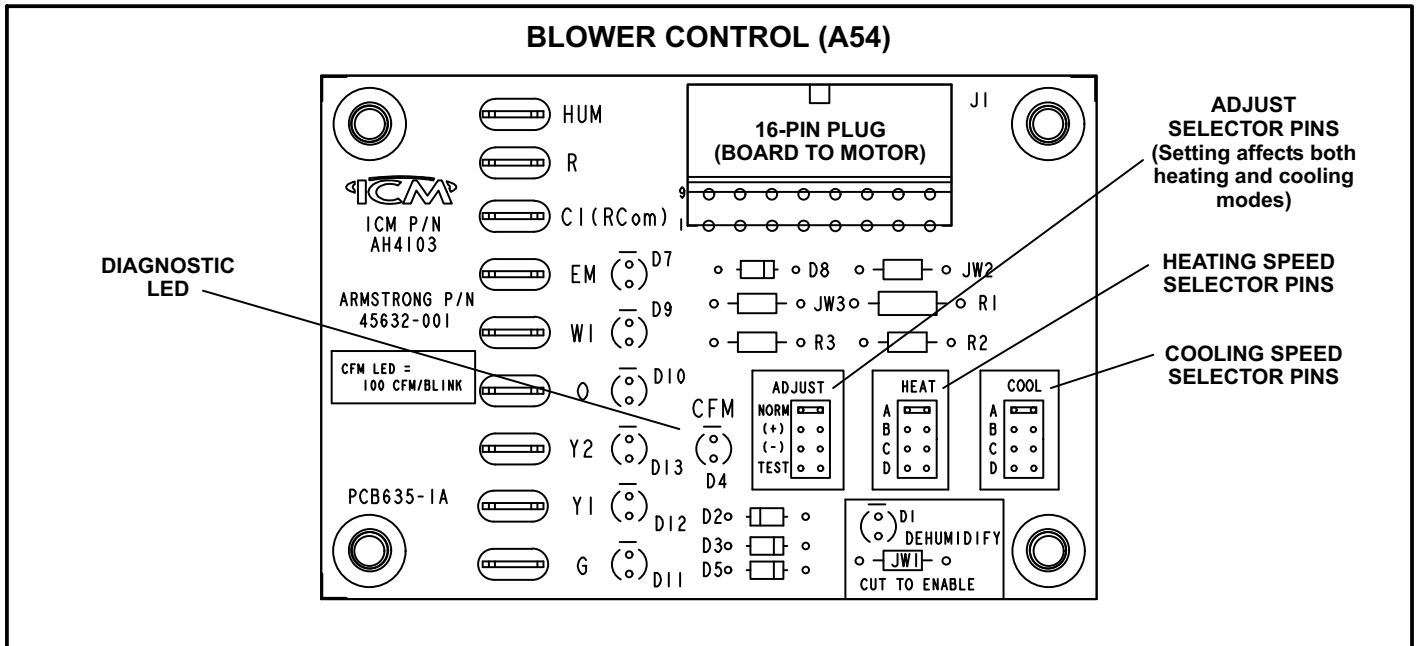 BLOWER CONTROL (A54)
HUM
R
C1(RCom)
EM
W1
O
Y2
Y1
G
ICM
ICM P/N
AH4103
ARMSTRONG P/N
45632-001
CFM LED =
100 CFM/BLINK
PCB635-1A
DIAGNOSTIC
LED
J1
16-PIN PLUG
(BOARD TO MOTOR)
9
1
D7
D9
D10
D13
D12
D11
D8
JW2
JW3
R1
R3
R2
CFM
D4
ADJUST
NORM
(+)
(-)
TEST
HEAT
A
B
C
D
COOL
A
B
C
D
D2
D3
D5
D1
DEHUMIDIFY
JW1
CUT TO ENABLE
ADJUST
SELECTOR PINS
(Setting affects both
heating and cooling
modes)
HEATING SPEED
SELECTOR PINS
COOLING SPEED
SELECTOR PINS